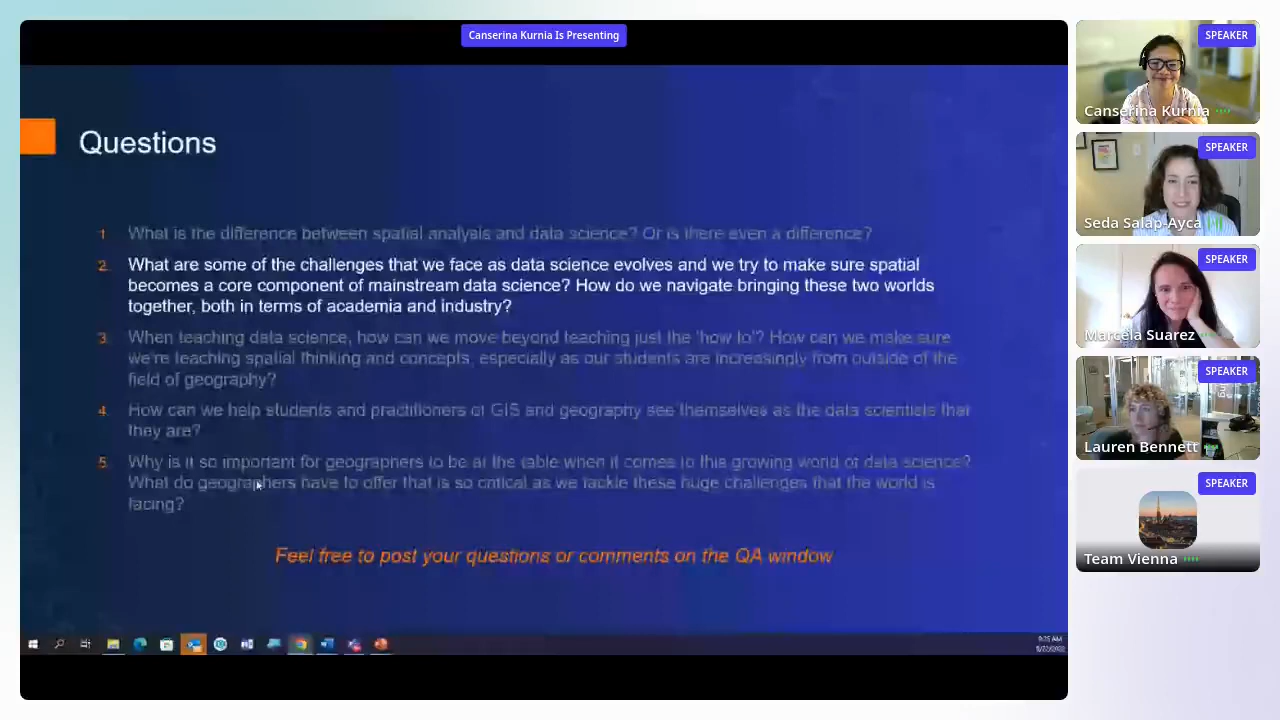 Canserina Kurnia Is Presenting
Questions
1. What is the difference between spatial analysis and data science? Or is there even a difference?
2. What are some of the challenges that we face as data science evolves and we try to make sure spatial
becomes a core component of mainstream data science? How do we navigate bringing these two worlds
together, both in terms of academia and industry?
3. When teaching data science, how can we move beyond teaching just the 'how to'? How can we make sure
we're teaching spatial thinking and concepts, especially as our students are increasingly from outside of the
field of geography?
4. How can we help students and practitioners of GIS and geography see themselves as the data scientists that
they are?
5. Why is it so important for geographers to be at the table when it comes to this growing world of data science?
What do geographers have to offer that is so critical as we tackle these huge challenges that the world is
facing?
Feel free to post your questions or comments on the QA window
SPEAKER
Canserina Kurnia
SPEAKER
Seda Salap-Ayca
SPEAKER
Marcela Suarez
SPEAKER
Lauren Bennett
SPEAKER
Team Vienna